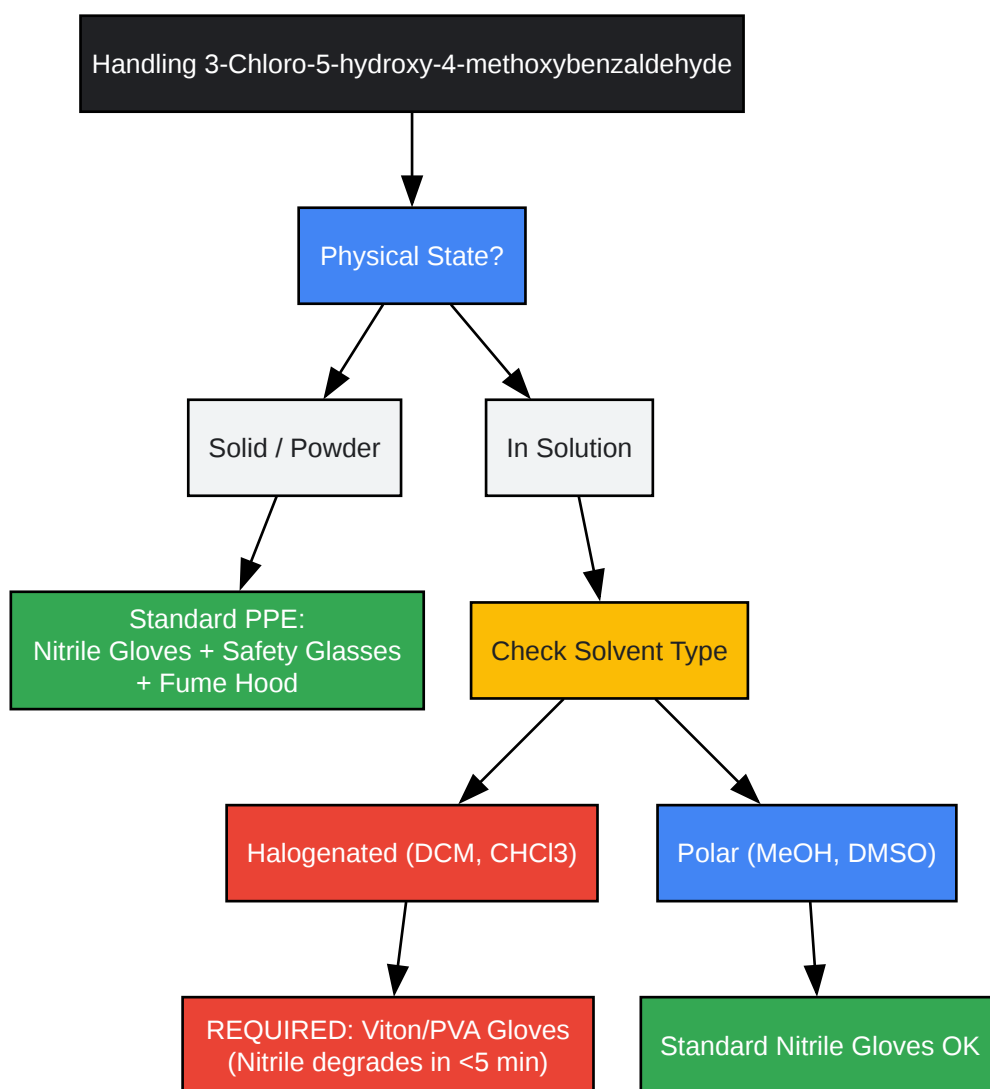 Handling 3-Chloro-5-hydroxy-4-methoxybenzaldehyde
Physical State?
Solid / Powder
In Solution
Standard PPE:
Nitrile Gloves + Safety Glasses
+ Fume Hood
Check Solvent Type
Halogenated (DCM, CHCl3)
Polar (MeOH, DMSO)
REQUIRED: Viton/PVA Gloves
(Nitrile degrades in <5 min)
Standard Nitrile Gloves OK